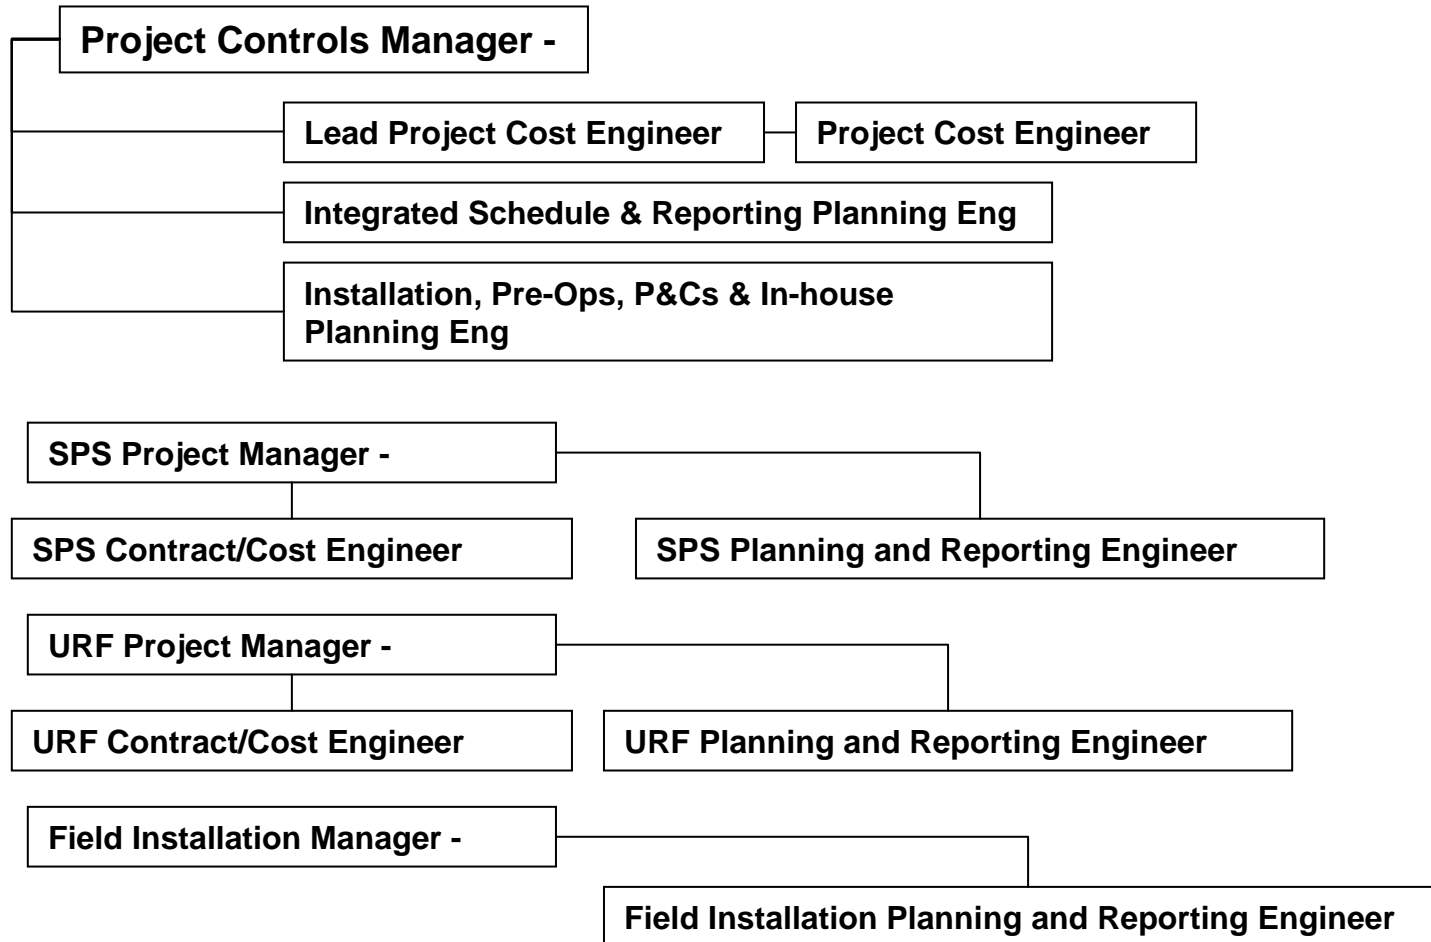 Project Controls Manager -
Lead Project Cost Engineer
Project Cost Engineer
Integrated Schedule & Reporting Planning Eng
Installation, Pre-Ops, P&Cs & In-house
Planning Eng
SPS Project Manager -
SPS Contract/Cost Engineer
SPS Planning and Reporting Engineer
URF Project Manager -
URF Contract/Cost Engineer
URF Planning and Reporting Engineer
Field Installation Manager -
Field Installation Planning and Reporting Engineer